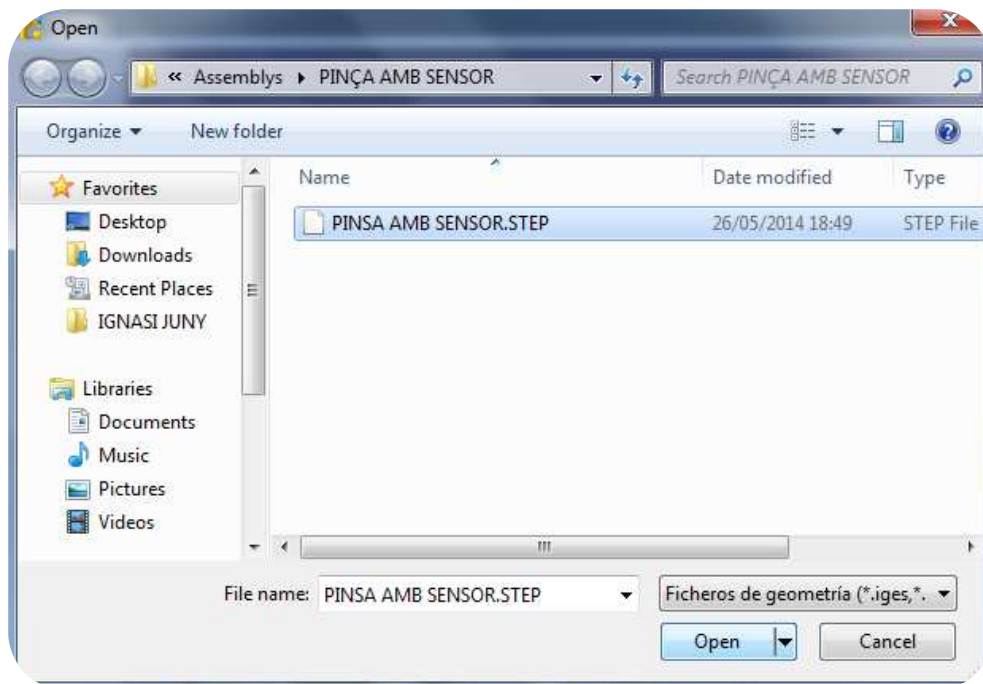 Open
« Assemblys ▸ PINÇA AMB SENSOR
Search PINÇA AMB SENSOR
Organize
New folder
Name
Date modified
Type
Favorites
PINSA AMB SENSOR.STEP
26/05/2014 18:49
STEP File
Desktop
Downloads
Recent Places
IGNASI JUNY
Libraries
Documents
Music
Pictures
Videos
File name: PINSA AMB SENSOR.STEP
Ficheros de geometría (*.iges,*.
Open
Cancel